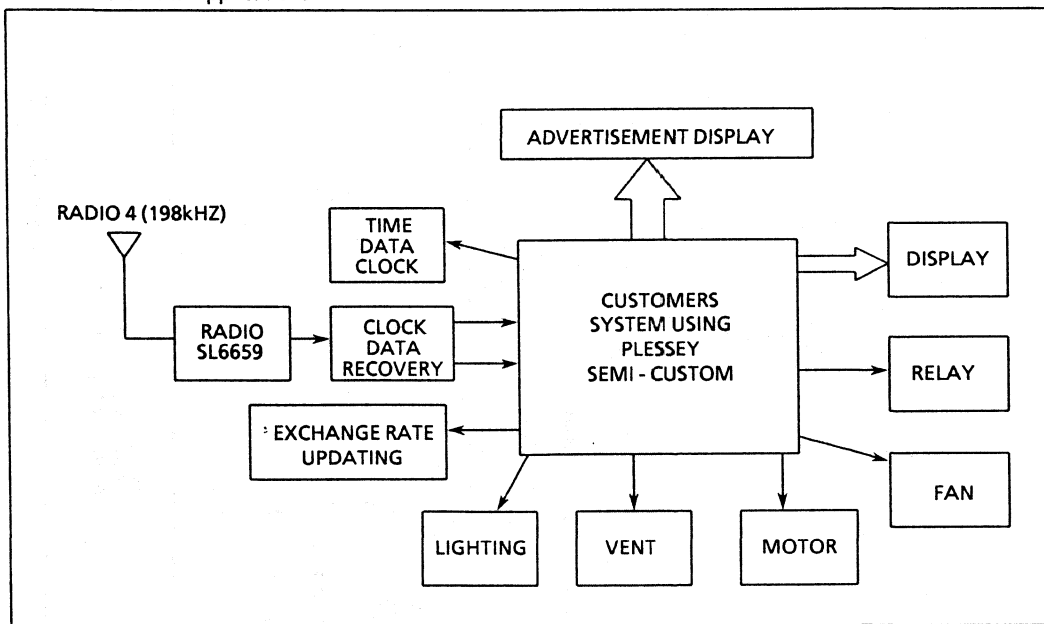 ADVERTISEMENT DISPLAY
RADIO 4 (198kHZ)
TIME
DATA
CLOCK
DISPLAY
CUSTOMERS
SYSTEM USING
PLESSEY
SEMI - CUSTOM
RADIO
SL6659
CLOCK
DATA
RECOVERY
RELAY
EXCHANGE RATE
UPDATING
FAN
LIGHTING
VENT
MOTOR